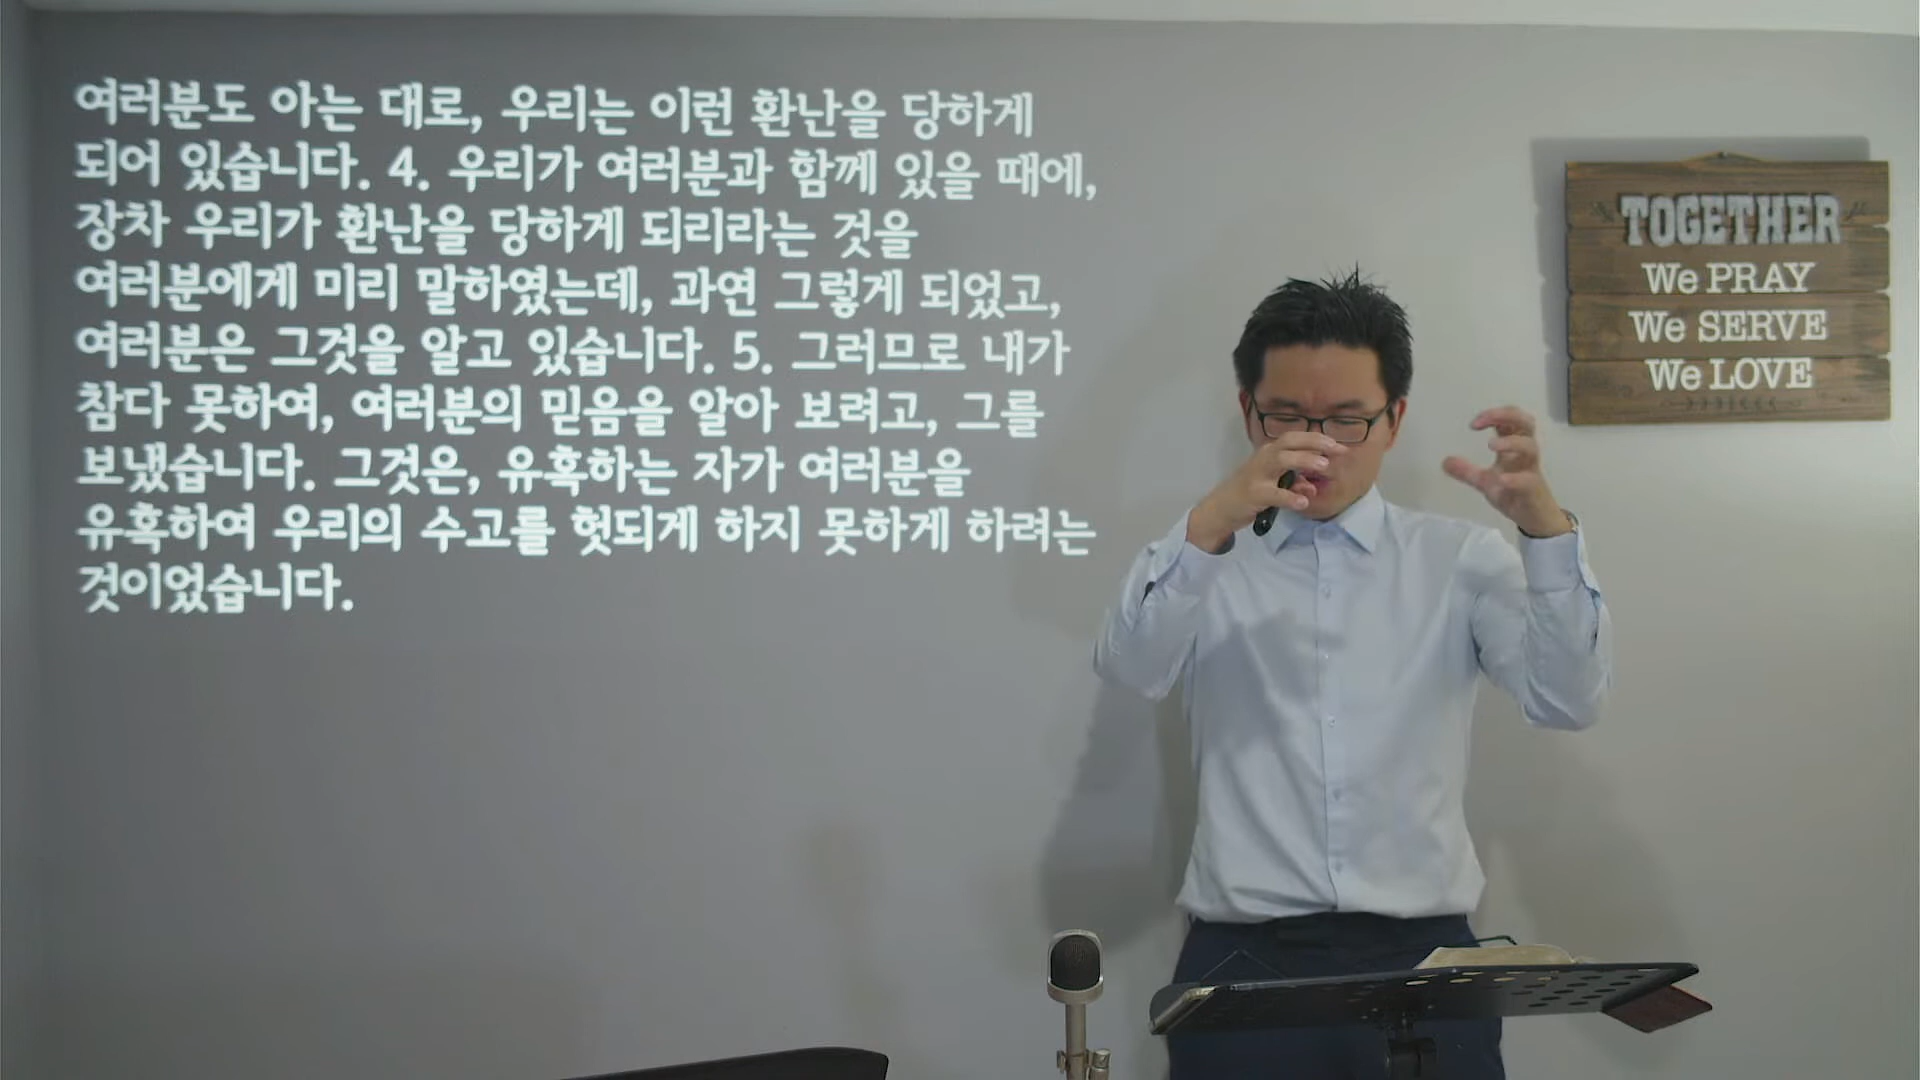 여러분도 아는 대로, 우리는 이런 환난을 당하게
되어 있습니다. 4. 우리가 여러분과 함께 있을 때에,
장차 우리가 환난을 당하게 되리라는 것을
여러분에게 미리 말하였는데, 과연 그렇게 되었고,
여러분은 그것을 알고 있습니다. 5. 그러므로 내가
참다 못하여, 여러분의 믿음을 알아 보려고, 그를
보냈습니다. 그것은, 유혹하는 자가 여러분을
유혹하여 우리의 수고를 헛되게 하지 못하게 하려는
것이었습니다.
TOGETHER
We PRAY
We SERVE
We LOVE